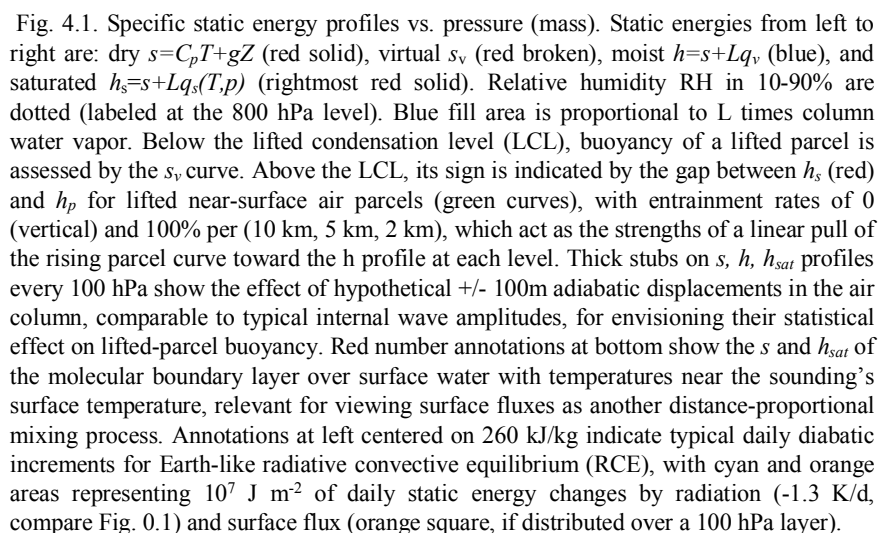 Fig. 4.1. Specific static energy profiles vs. pressure (mass). Static energies from left to
right are: dry s=CpT+gZ (red solid), virtual sv (red broken), moist h=s+Lqv (blue), and
saturated hs=s+Lqs(T,p) (rightmost red solid). Relative humidity RH in 10-90% are
dotted (labeled at the 800 hPa level). Blue fill area is proportional to L times column
water vapor. Below the lifted condensation level (LCL), buoyancy of a lifted parcel is
assessed by the sv curve. Above the LCL, its sign is indicated by the gap between hs (red)
and hp for lifted near-surface air parcels (green curves), with entrainment rates of 0
(vertical) and 100% per (10 km, 5 km, 2 km), which act as the strengths of a linear pull of
the rising parcel curve toward the h profile at each level. Thick stubs on s, h, hsat profiles
every 100 hPa show the effect of hypothetical +/- 100m adiabatic displacements in the air
column, comparable to typical internal wave amplitudes, for envisioning their statistical
effect on lifted-parcel buoyancy. Red number annotations at bottom show the s and hsat of
the molecular boundary layer over surface water with temperatures near the sounding's
surface temperature, relevant for viewing surface fluxes as another distance-proportional
mixing process. Annotations at left centered on 260 kJ/kg indicate typical daily diabatic
increments for Earth-like radiative convective equilibrium (RCE), with cyan and orange
areas representing 10⁷ J m⁻² of daily static energy changes by radiation (-1.3 K/d,
compare Fig. 0.1) and surface flux (orange square, if distributed over a 100 hPa layer).